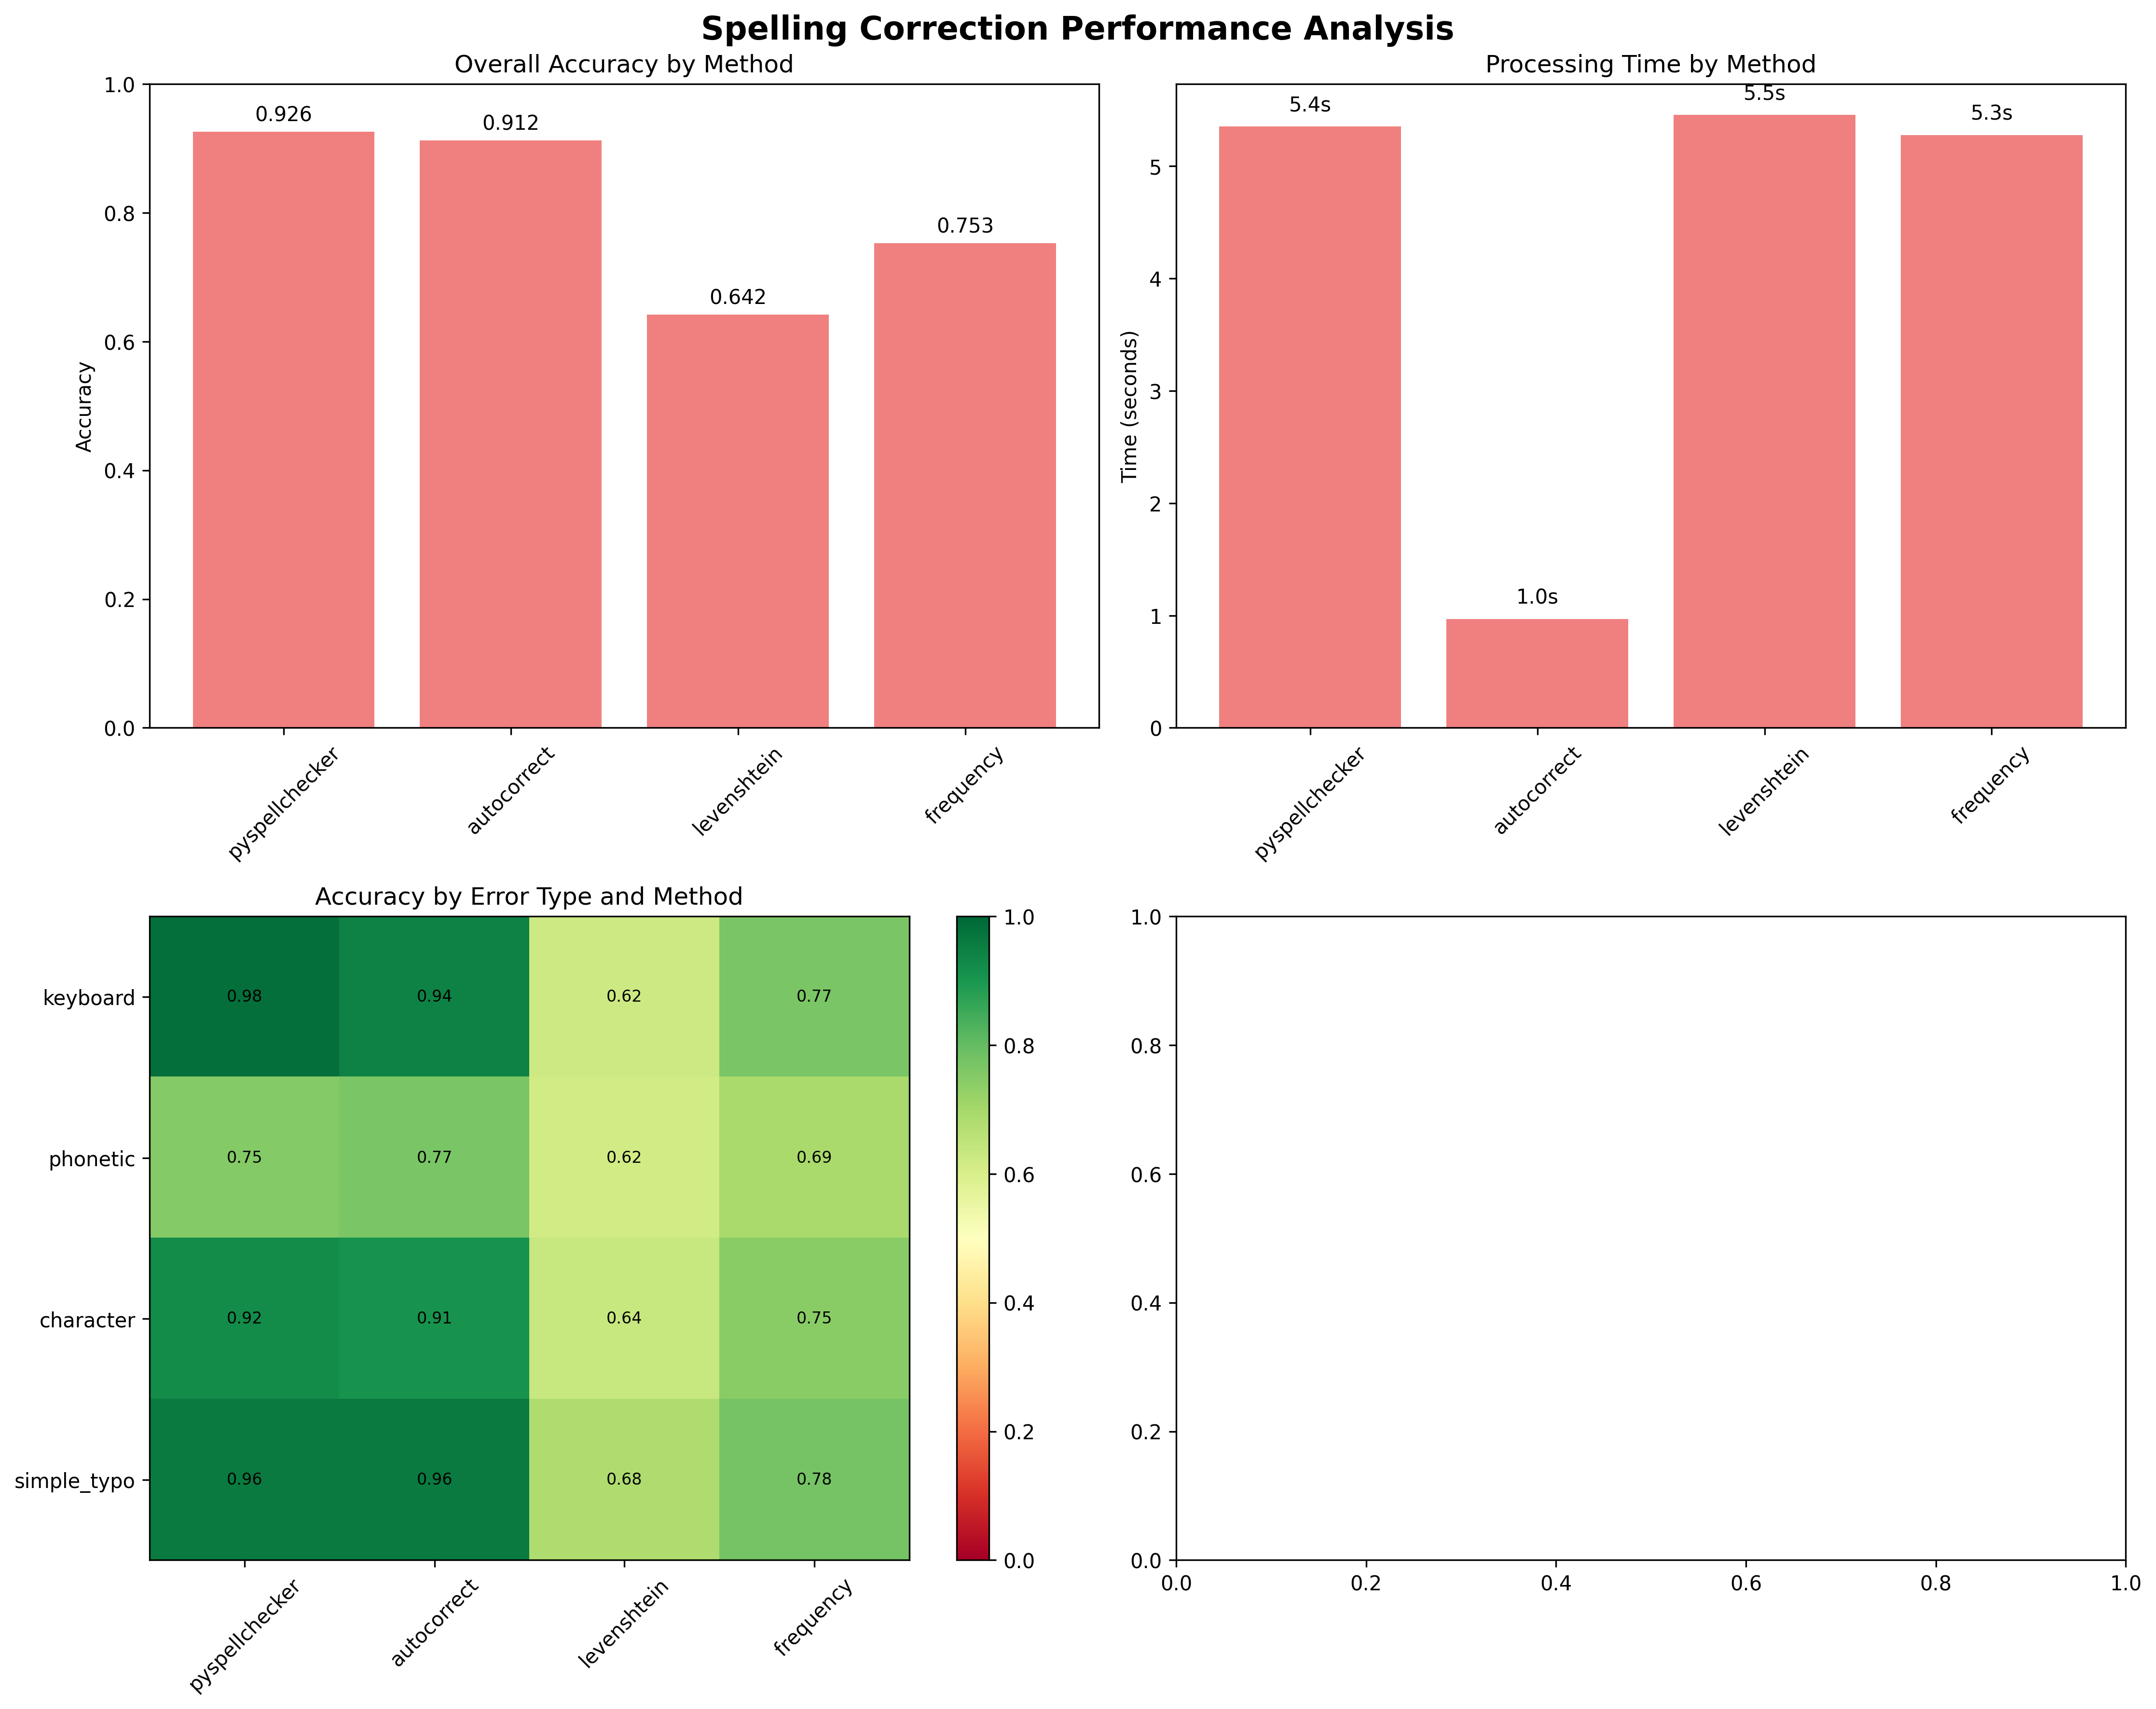 Spelling Correction Performance Analysis
Overall Accuracy by Method
1.0
0.8
0.6
0.4
0.2
0.0
Accuracy
0.926
0.912
0.642
0.753
pyspellchecker
autocorrect
levenshtein
frequency
Processing Time by Method
5
4
3
2
1
0
Time (seconds)
5.4s
1.0s
5.5s
5.3s
pyspellchecker
autocorrect
levenshtein
frequency
Accuracy by Error Type and Method
keyboard 0.98 0.94 0.62 0.77
phonetic 0.75 0.77 0.62 0.69
character 0.92 0.91 0.64 0.75
simple_typo 0.96 0.96 0.68 0.78
pyspellchecker
autocorrect
levenshtein
frequency
1.0
0.8
0.6
0.4
0.2
0.0
1.0
0.8
0.6
0.4
0.2
0.0
0.0 0.2 0.4 0.6 0.8 1.0